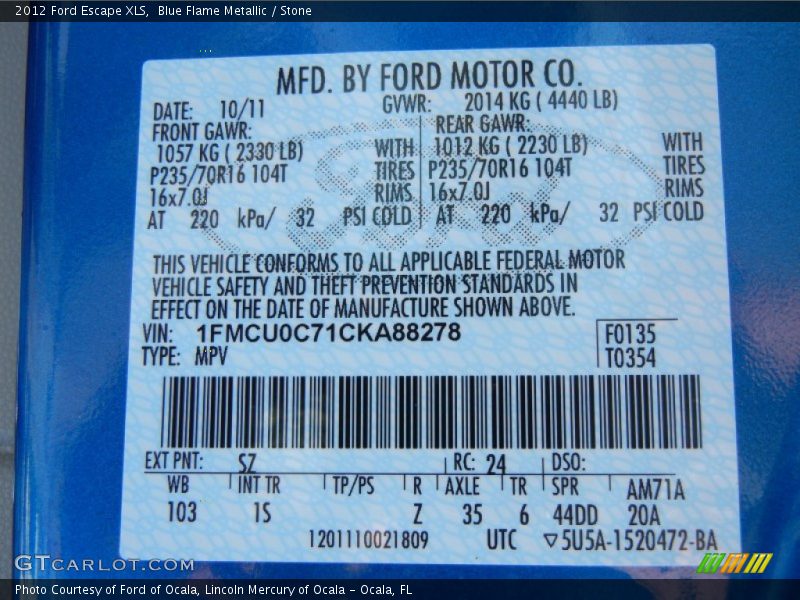 2012 Ford Escape XLS, Blue Flame Metallic / Stone
MFD. BY FORD MOTOR CO.
DATE: 10/11 GVWR: 2014 KG ( 4440 LB)
FRONT GAWR: REAR GAWR:
1057 KG ( 2330 LB) WITH 1012 KG ( 2230 LB) WITH
P235/70R16 104T TIRES P235/70R16 104T TIRES
16x7.0J RIMS 16x7.0J RIMS
AT 220 kPa/ 32 PSI COLD AT 220 kPa/ 32 PSI COLD
THIS VEHICLE CONFORMS TO ALL APPLICABLE FEDERAL MOTOR
VEHICLE SAFETY AND THEFT PREVENTION STANDARDS IN
EFFECT ON THE DATE OF MANUFACTURE SHOWN ABOVE.
VIN: 1FMCU0C71CKA88278 F0135
TYPE: MPV T0354
EXT PNT: SZ RC: 24 DSO:
WB INT TR TP/PS R AXLE TR SPR AM71A
103 1S Z 35 6 44DD 20A
1201110021809 UTC ▽5U5A-1520472-BA
GTCARLOT.COM
Photo Courtesy of Ford of Ocala, Lincoln Mercury of Ocala - Ocala, FL